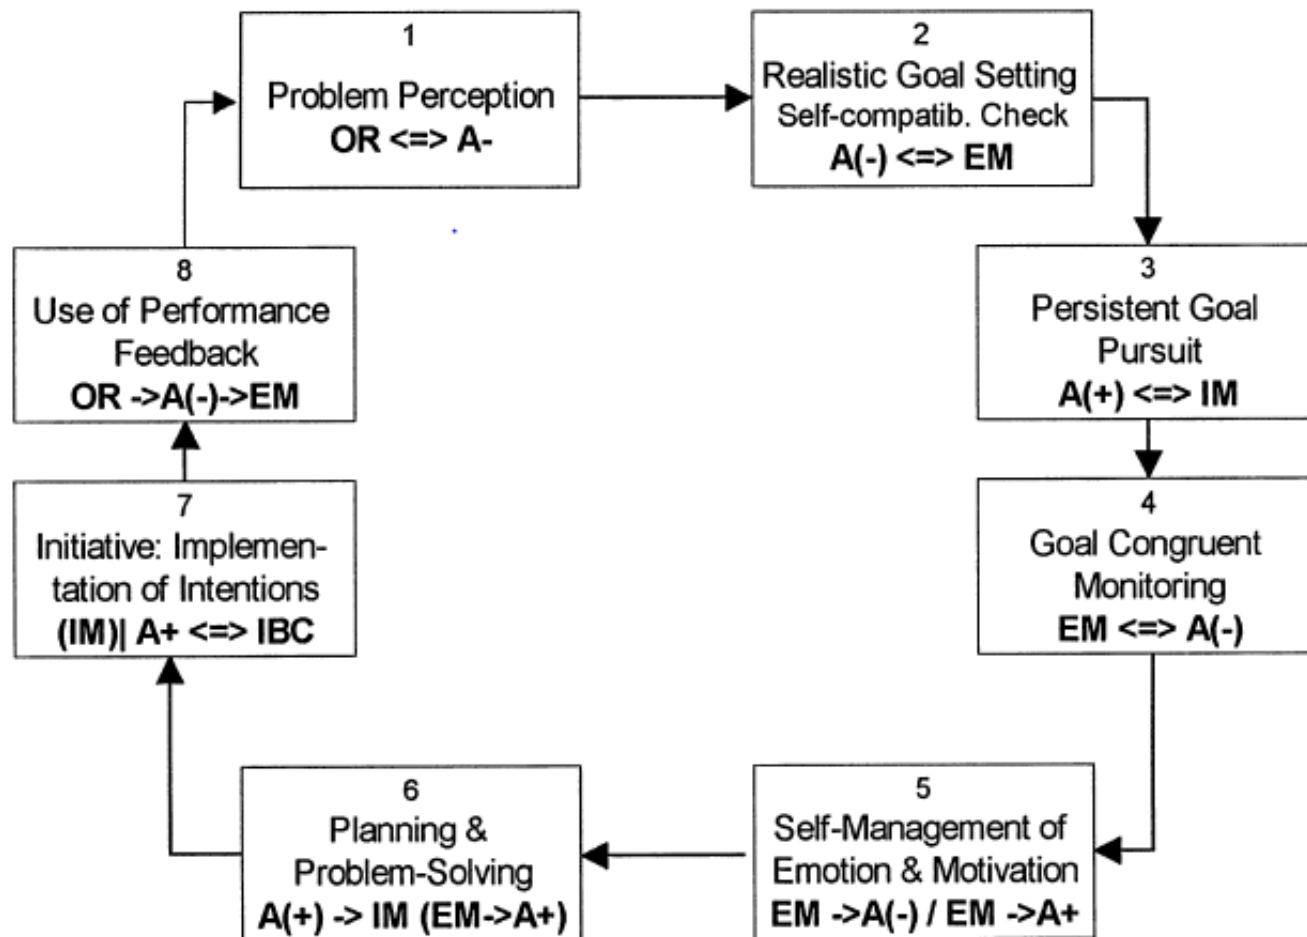 1
Problem Perception
OR <=> A-
2
Realistic Goal Setting
Self-compatib. Check
A(-) <=> EM
3
Persistent Goal
Pursuit
A(+) <=> IM
4
Goal Congruent
Monitoring
EM <=> A(-)
5
Self-Management of
Emotion & Motivation
EM ->A(-) / EM ->A+
6
Planning &
Problem-Solving
A(+) -> IM (EM->A+)
7
Initiative: Implemen-
tation of Intentions
(IM)| A+ <=> IBC
8
Use of Performance
Feedback
OR ->A(-)->EM